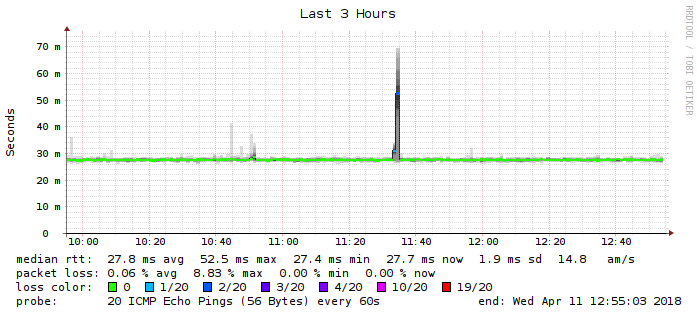 Last 3 Hours
RRDTOOL / TOBI OETIKER
Seconds
70 m
60 m
50 m
40 m
30 m
20 m
10 m
0
10:00 10:20 10:40 11:00 11:20 11:40 12:00 12:20 12:40
median rtt: 27.8 ms avg 52.5 ms max 27.4 ms min 27.7 ms now 1.9 ms sd 14.8 am/s
packet loss: 0.06 % avg 8.83 % max 0.00 % min 0.00 % now
loss color: 0 1/20 2/20 3/20 4/20 10/20 19/20
probe: 20 ICMP Echo Pings (56 Bytes) every 60s end: Wed Apr 11 12:55:03 2018